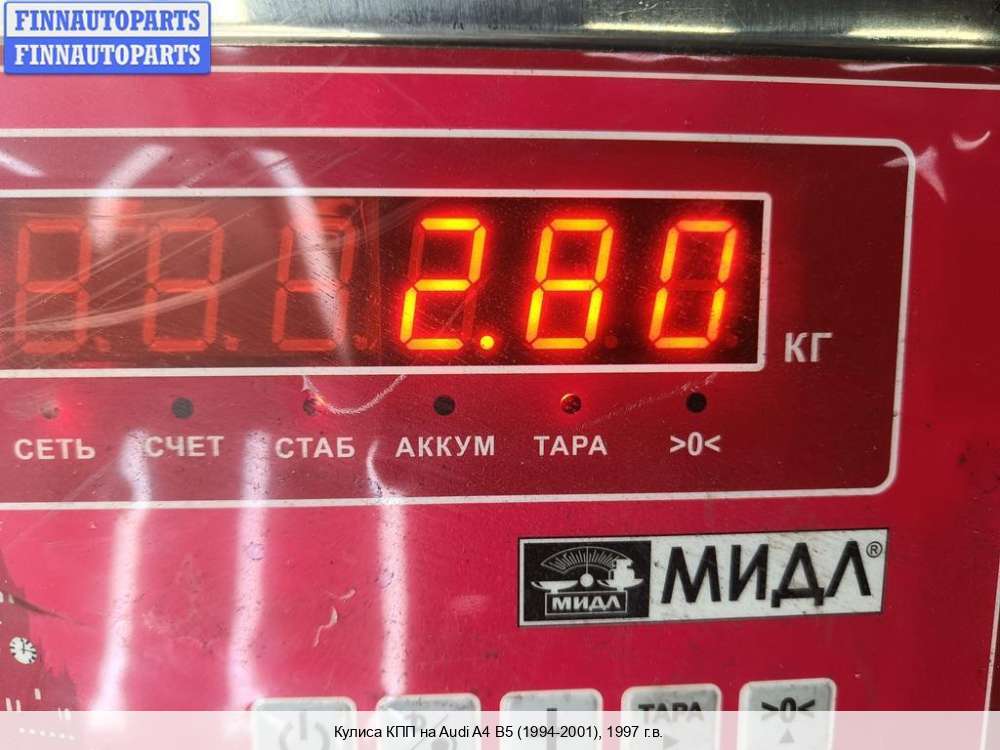 FINNAUTOPARTS
FINNAUTOPARTS
2.80
КГ
СЕТЬ СЧЕТ СТАБ АККУМ ТАРА >0<
МИДЛ МИДЛ®
ТАРА >0<
Кулиса КПП на Audi A4 B5 (1994-2001), 1997 г.в.